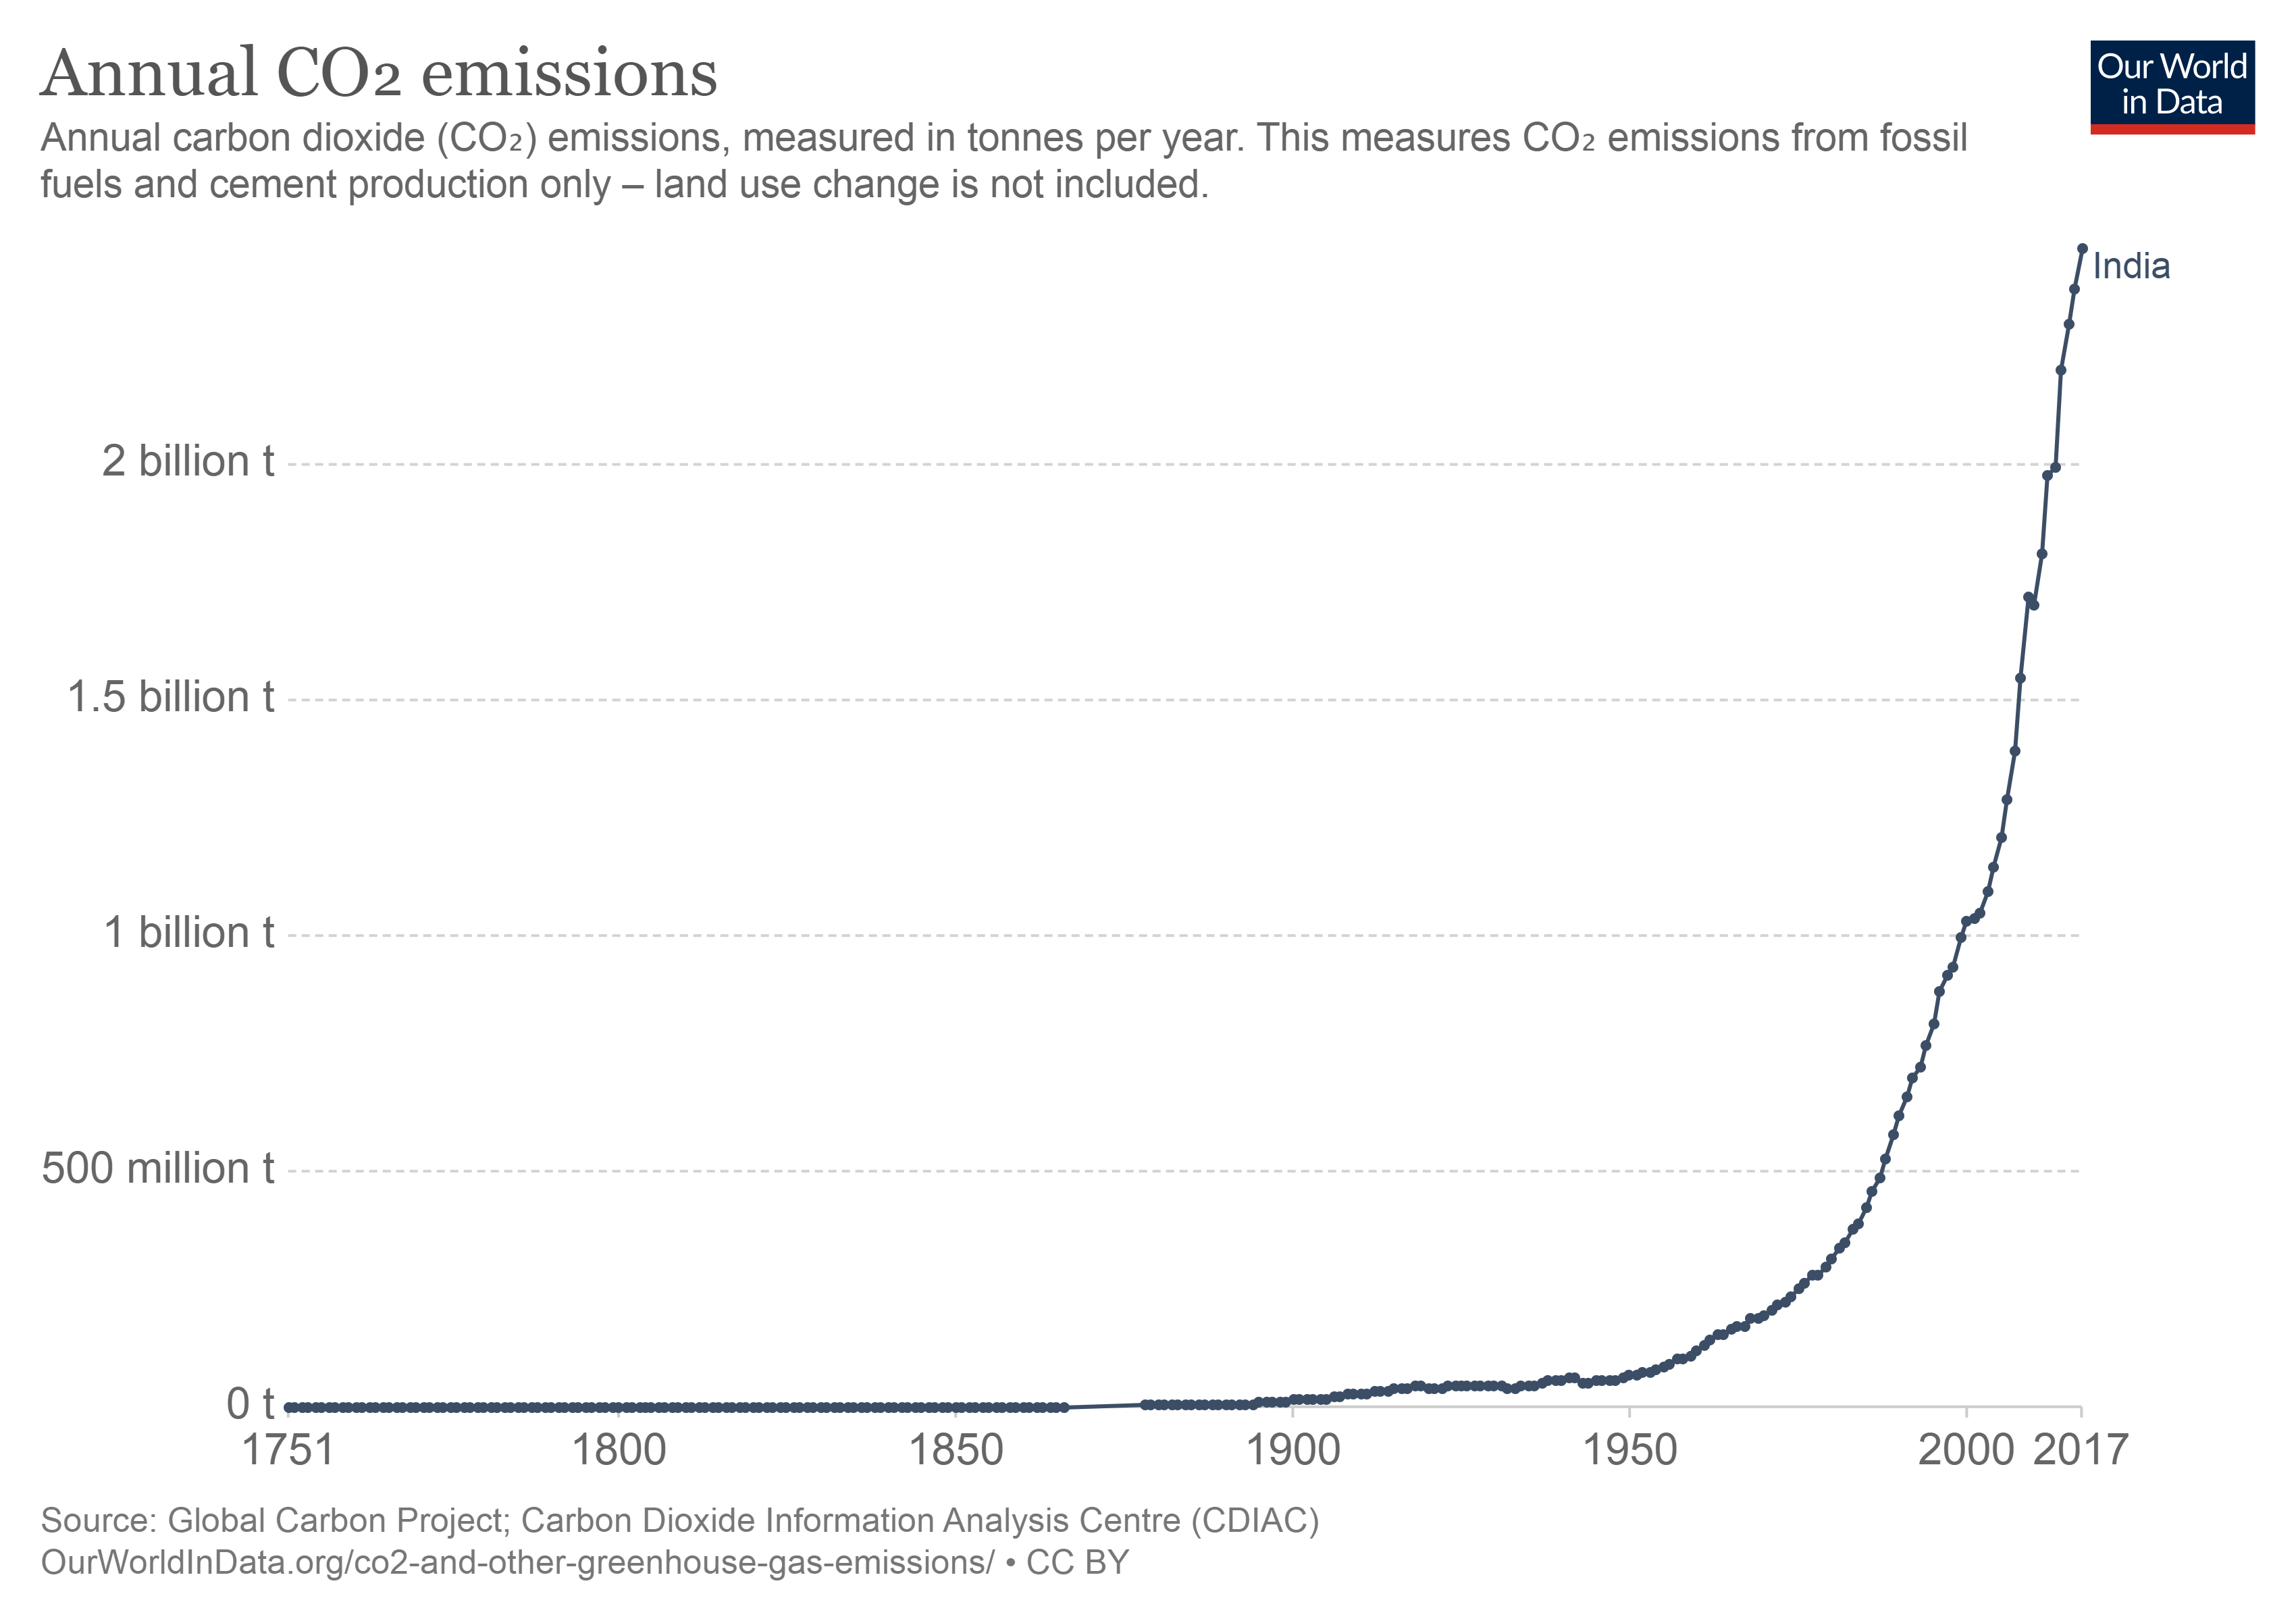 Annual CO₂ emissions
Our World
in Data
Annual carbon dioxide (CO₂) emissions, measured in tonnes per year. This measures CO₂ emissions from fossil
fuels and cement production only – land use change is not included.
India
2 billion t
1.5 billion t
1 billion t
500 million t
0 t
1751 1800 1850 1900 1950 2000 2017
Source: Global Carbon Project; Carbon Dioxide Information Analysis Centre (CDIAC)
OurWorldInData.org/co2-and-other-greenhouse-gas-emissions/ • CC BY